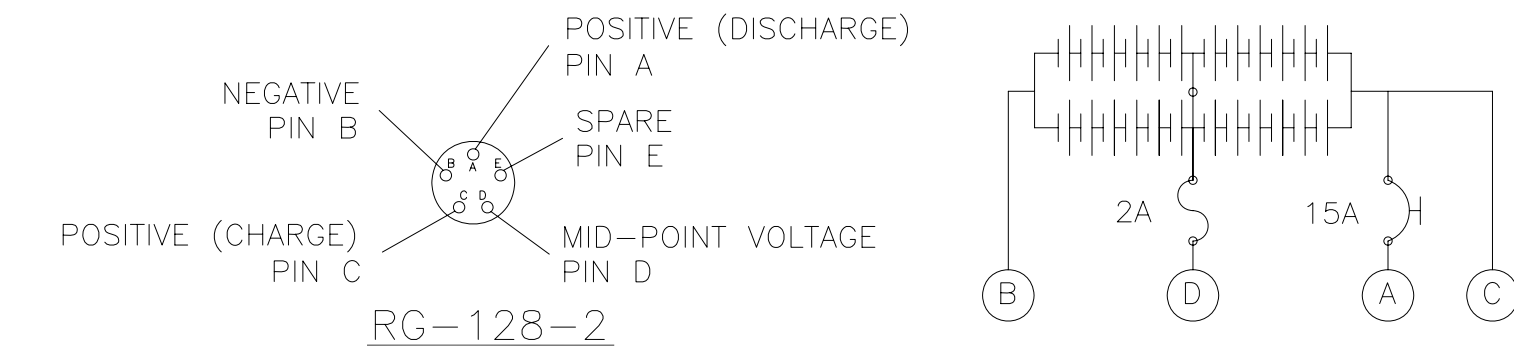 POSITIVE (DISCHARGE)
PIN A
NEGATIVE
PIN B
SPARE
PIN E
B
A
E
C
D
POSITIVE (CHARGE)
PIN C
MID-POINT VOLTAGE
PIN D
RG-128-2
2A
15A
B
D
A
C